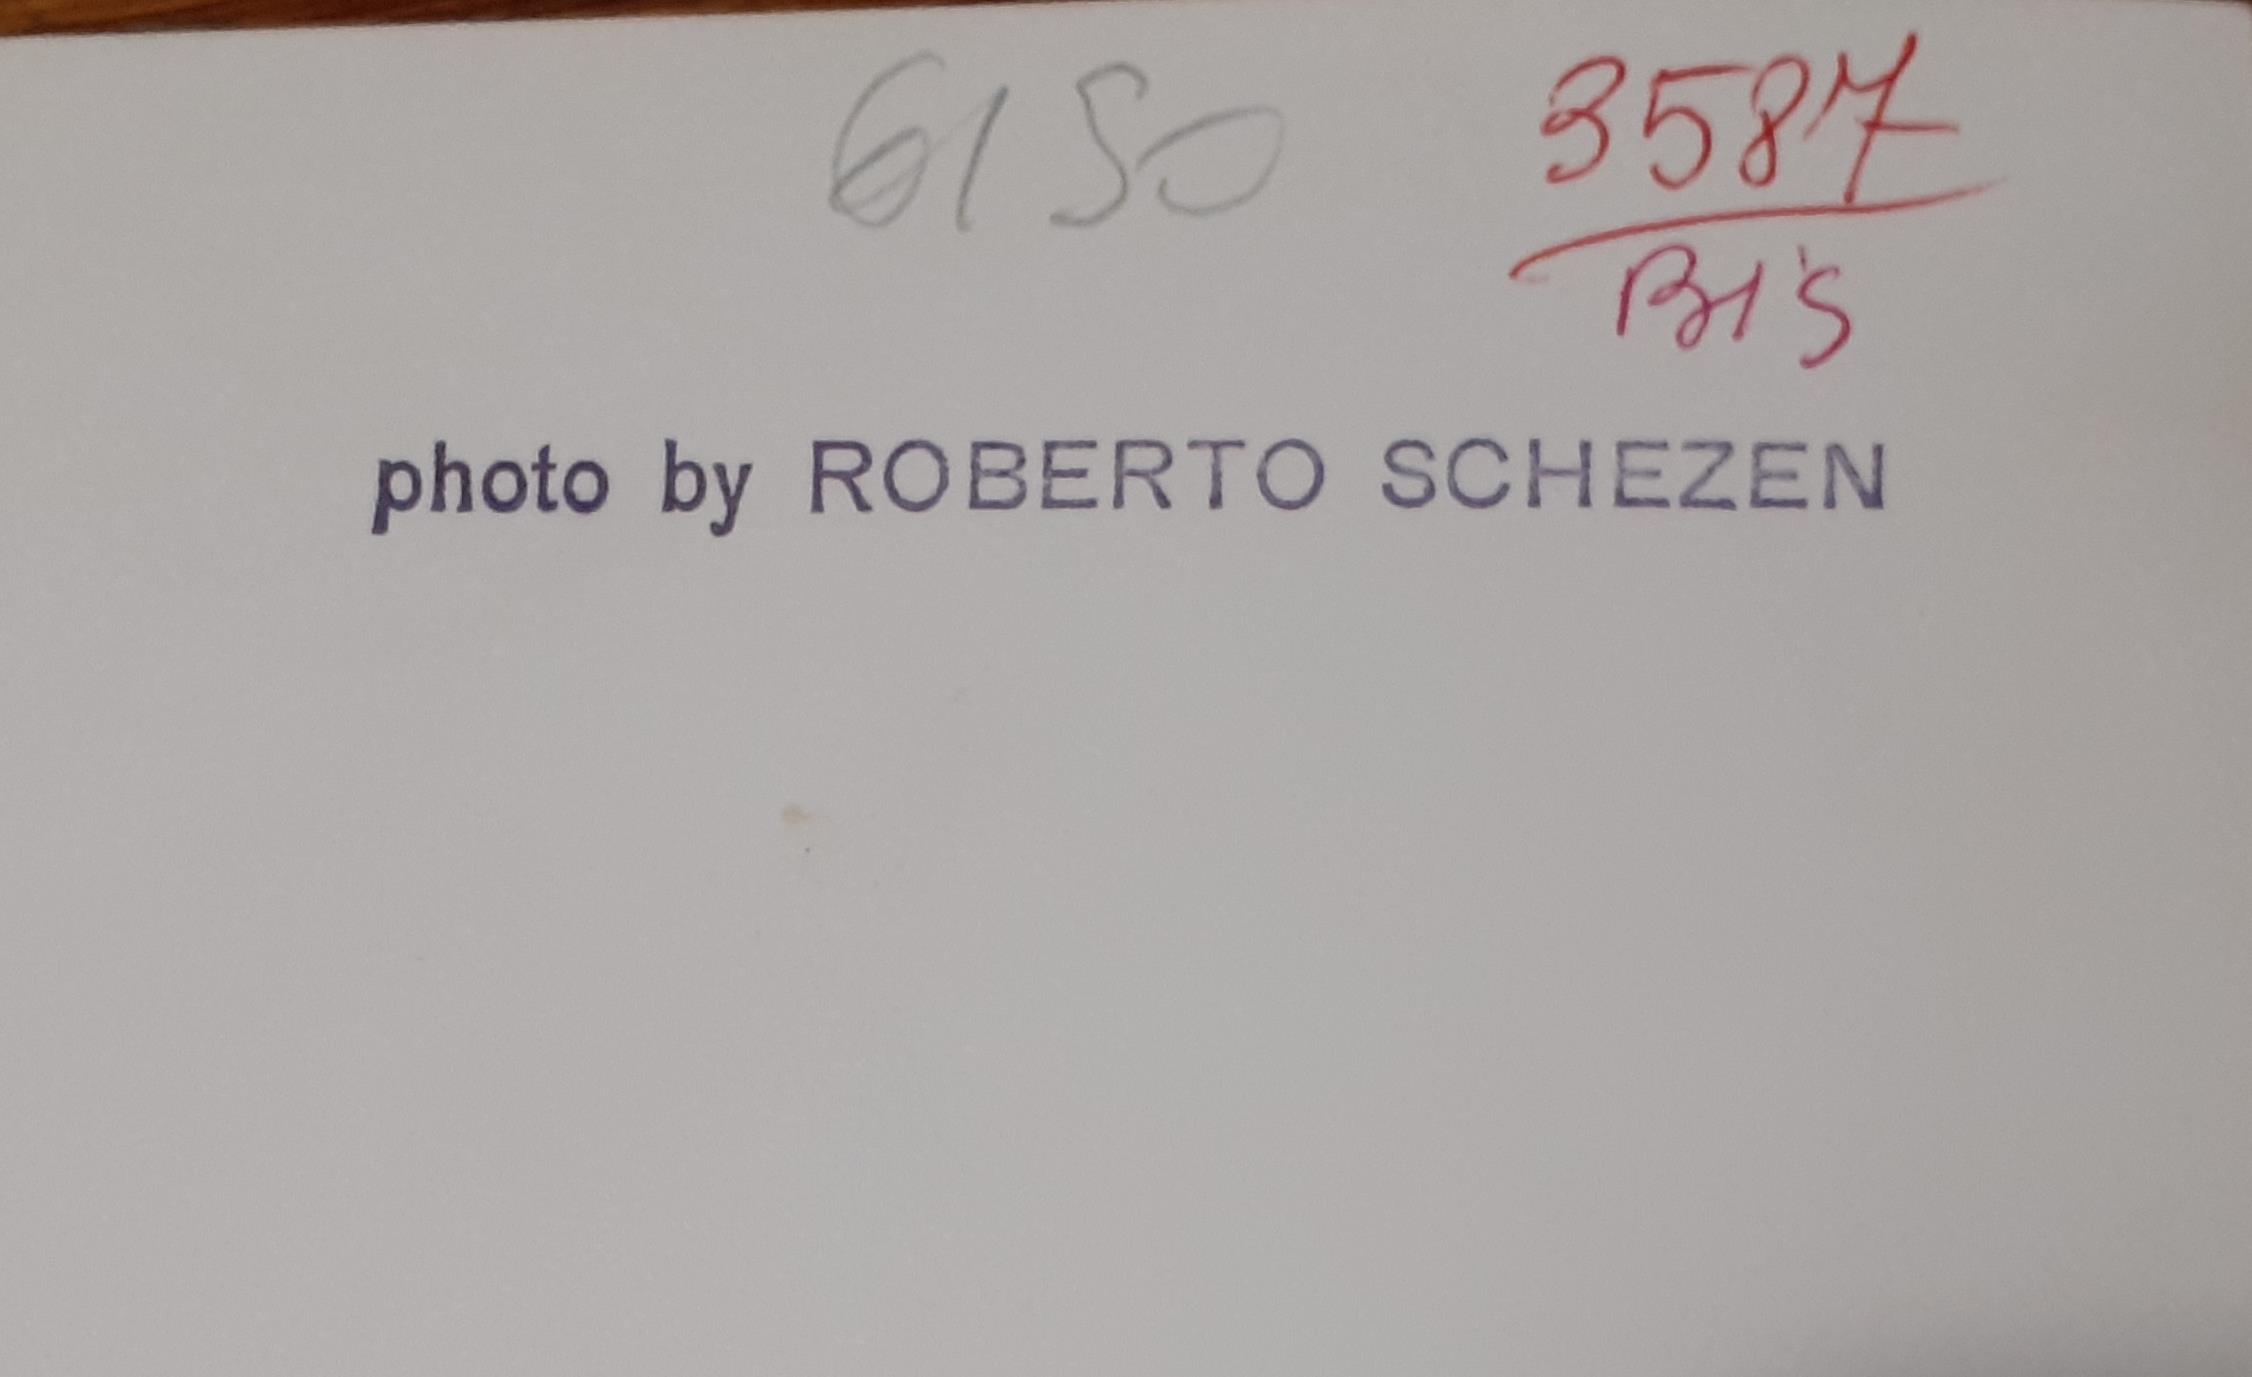 6150
3587
Bis
photo by ROBERTO SCHEZEN